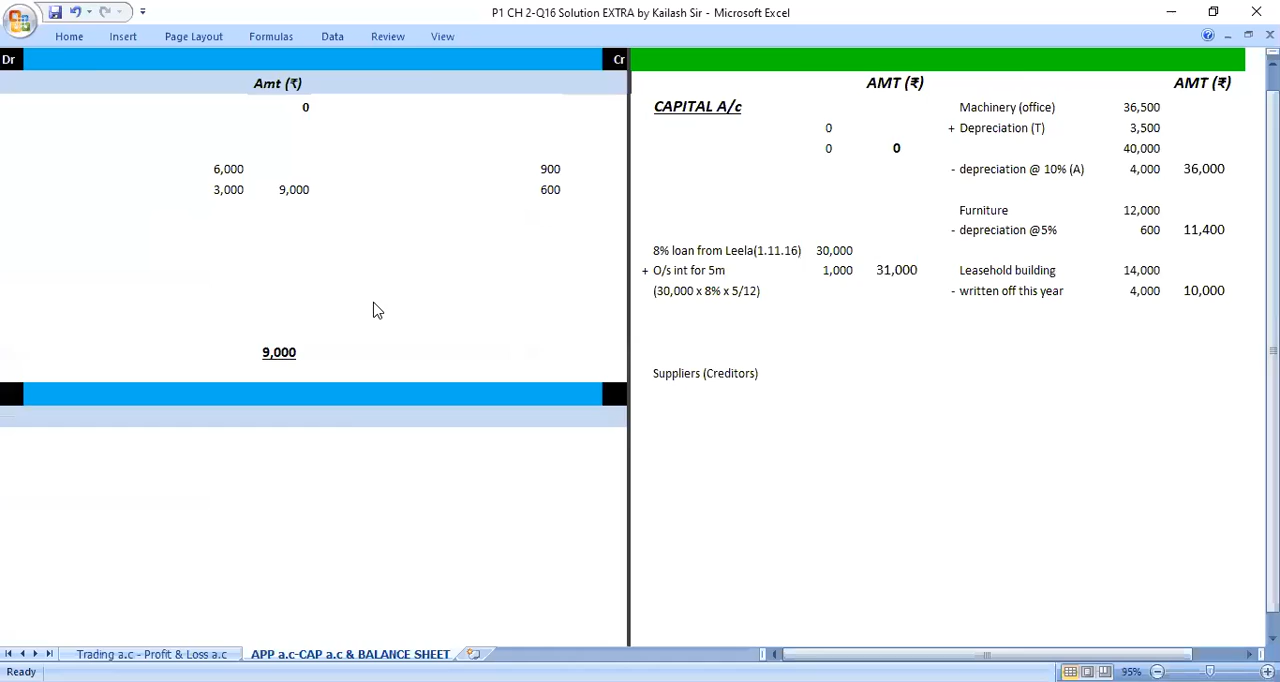 P1 CH 2-Q16 Solution EXTRA by Kailash Sir - Microsoft Excel
Home Insert Page Layout Formulas Data Review View
Dr Cr
Amt (₹)
0
6,000 900
3,000 9,000 600
9,000
AMT (₹) AMT (₹)
CAPITAL A/c Machinery (office) 36,500
0 + Depreciation (T) 3,500
0 0 40,000
- depreciation @ 10% (A) 4,000 36,000
Furniture 12,000
- depreciation @5% 600 11,400
8% loan from Leela(1.11.16) 30,000
+ O/s int for 5m 1,000 31,000 Leasehold building 14,000
(30,000 x 8% x 5/12) - written off this year 4,000 10,000
Suppliers (Creditors)
Trading a.c - Profit & Loss a.c APP a.c-CAP a.c & BALANCE SHEET
Ready 95%